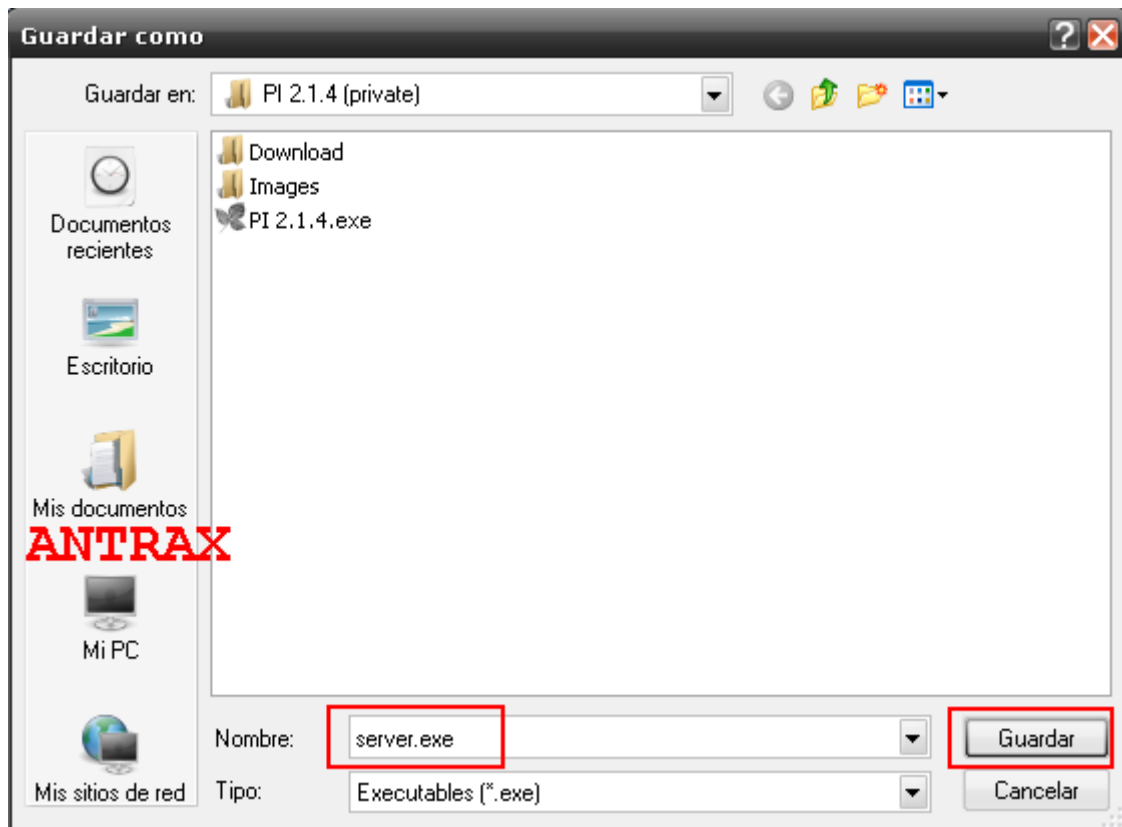 Guardar como
Guardar en:
PI 2.1.4 (private)
Documentos
recientes
Escritorio
Mis documentos
ANTRAX
Mi PC
Mis sitios de red
Download
Images
PI 2.1.4.exe
Nombre:
server.exe
Guardar
Tipo:
Executables (*.exe)
Cancelar